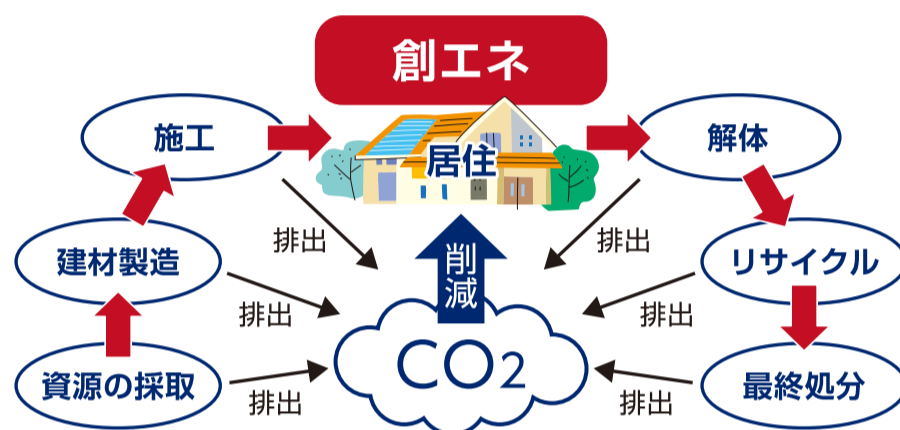 創エネ
施工
居住
解体
排出
排出
建材製造
削減
リサイクル
排出
排出
資源の採取
CO2
最終処分
排出
排出